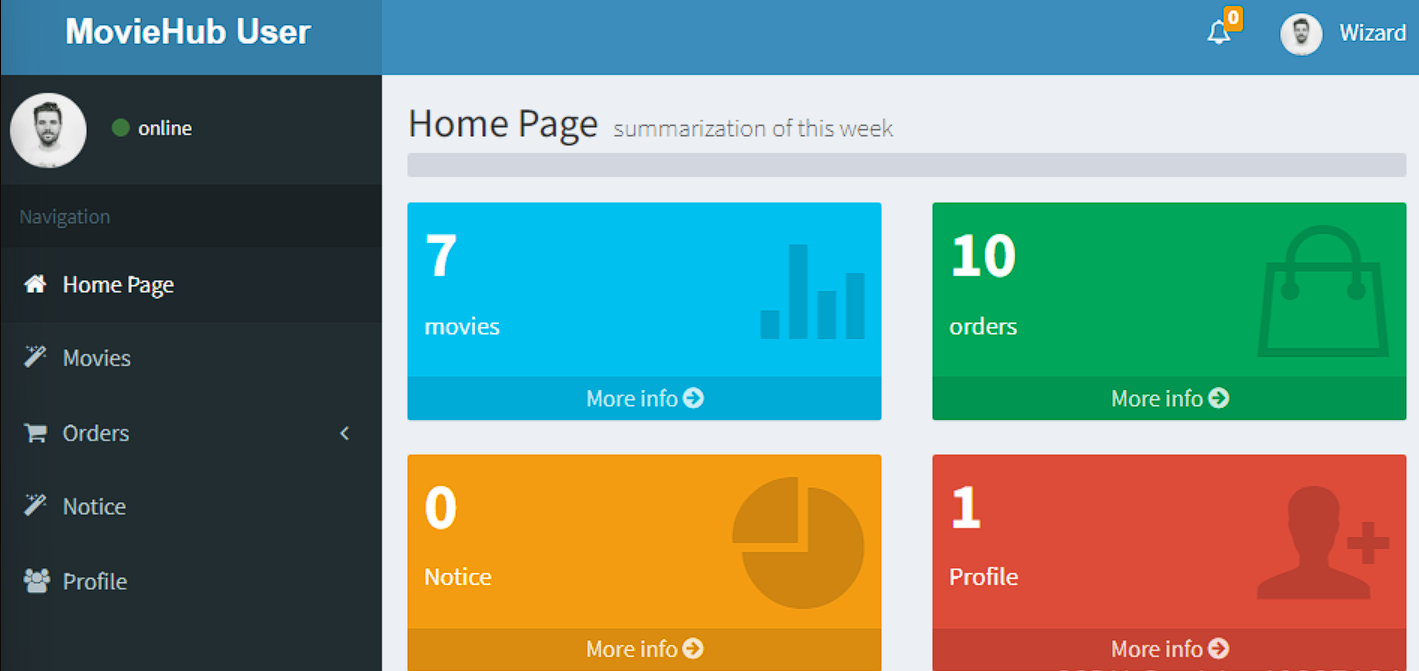 MovieHub User
0
Wizard
online
Navigation
Home Page
Movies
Orders
Notice
Profile
Home Page summarization of this week
7
movies
More info
10
orders
More info
0
Notice
More info
1
Profile
More info